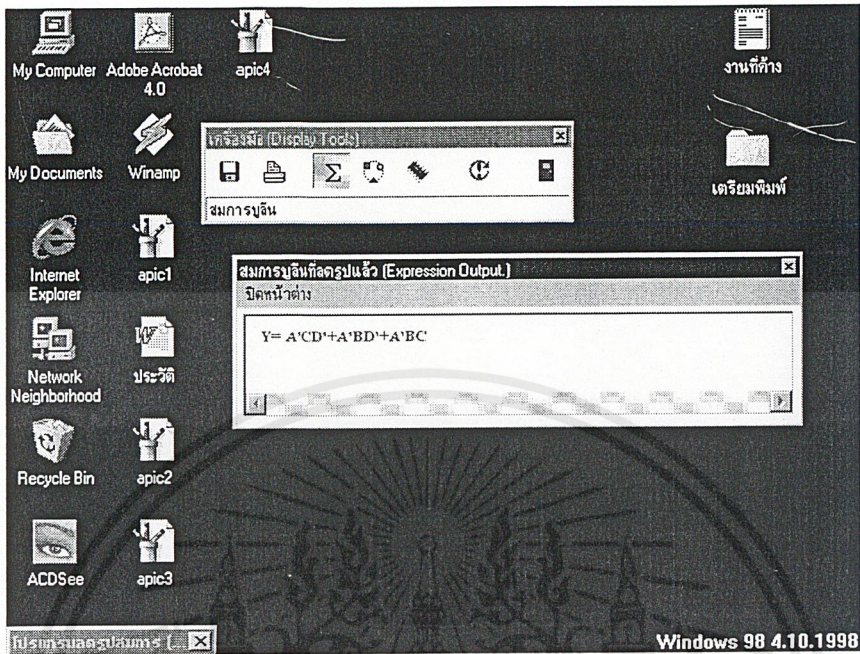 My Computer
Adobe Acrobat
4.0
apic4
งานที่ค้าง
My Documents
Winamp
เครื่องมือ (Display Tools)
สมการบูลีน
เตรียมพิมพ์
Internet
Explorer
apic1
สมการบูลีนที่ลดรูปแล้ว (Expression Output.)
ปิดหน้าต่าง
Y= A'CD'+A'BD'+A'BC
Network
Neighborhood
ประวัติ
Recycle Bin
apic2
ACDSee
apic3
โปรแกรมลดรูปสมการ (...
Windows 98 4.10.1998